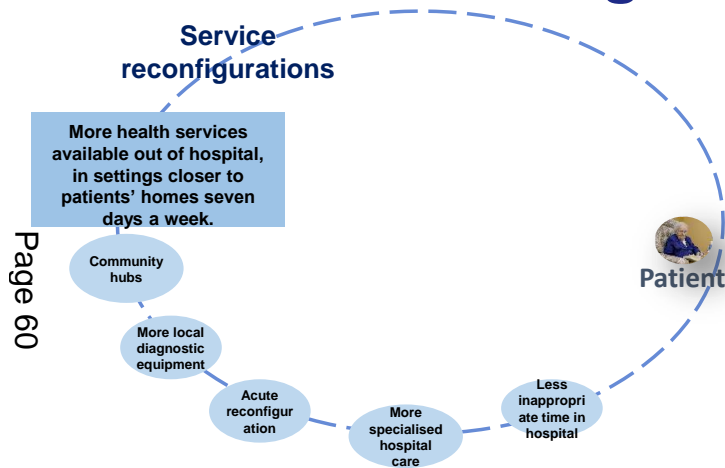 Service
reconfigurations
More health services
available out of hospital,
in settings closer to
patients' homes seven
days a week.
Page 60
Community
hubs
Patient
More local
diagnostic
equipment
Acute
reconfigur
ation
More
specialised
hospital
care
Less
inappropri
ate time in
hospital